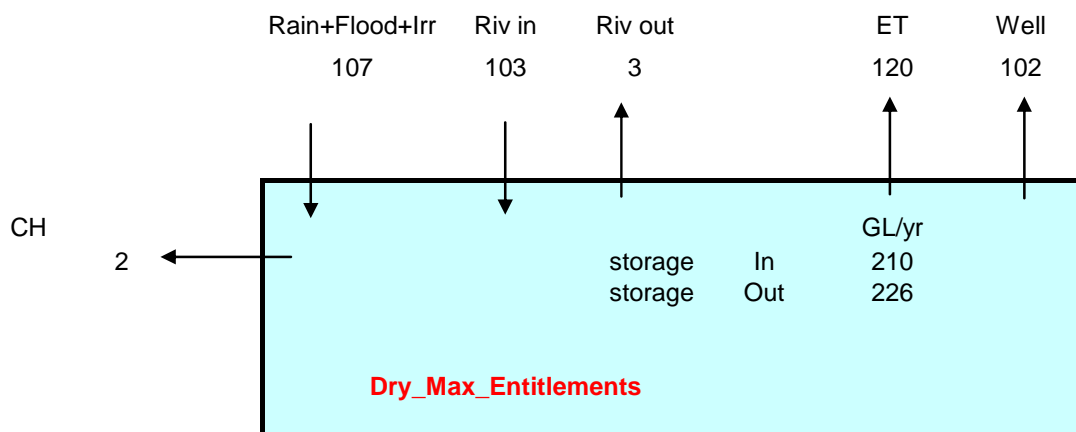 Rain+Flood+Irr Riv in Riv out ET Well
107 103 3 120 102
CH GL/yr
2 storage In 210
storage Out 226
Dry_Max_Entitlements